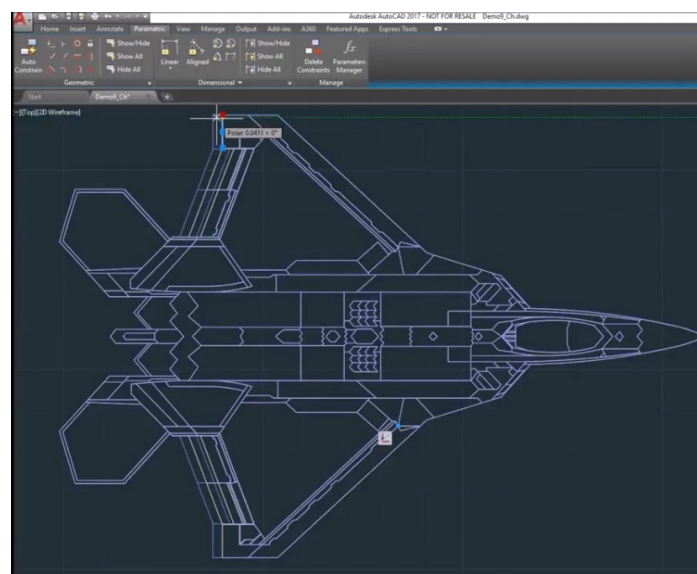 Autodesk AutoCAD 2017 - NOT FOR RESALE Demo9_Ch.dwg
Home Insert Annotate Parametric View Manage Output Add-ins A360 Featured Apps Express Tools
Auto
Constrain
Show/Hide
Show All
Hide All
Geometric
Linear
Aligned
Show/Hide
Show All
Hide All
Dimensional
Delete
Constraints
Parameters
Manager
fx
Manage
Start
Demo9_Ch*
[Top][2D Wireframe]
Polar: 0.0411 < 0°